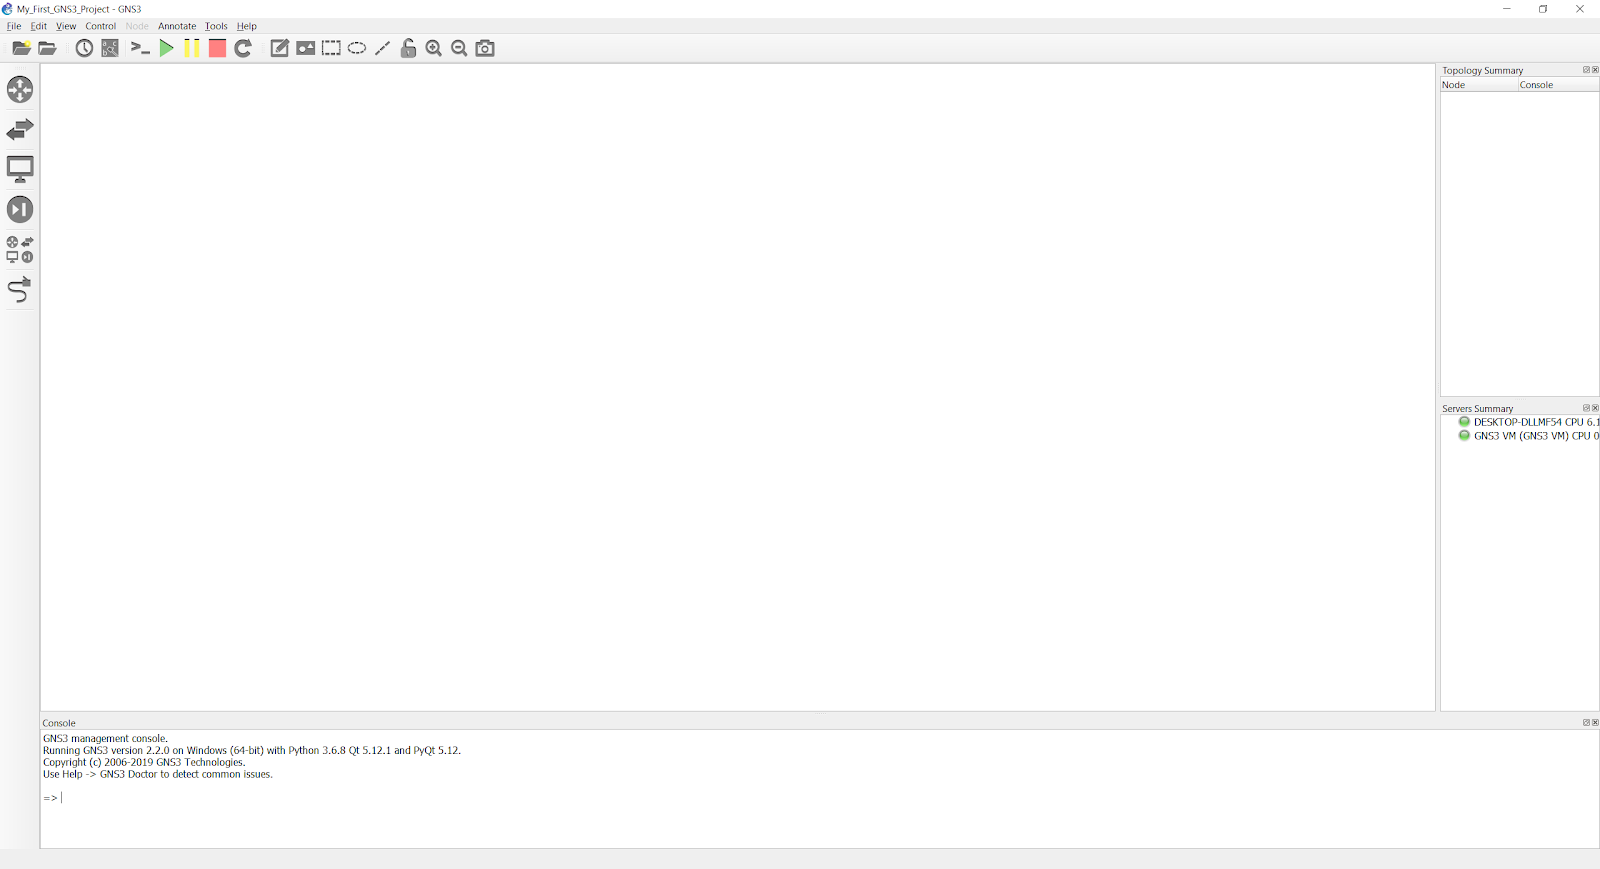 My_First_GNS3_Project - GNS3
File Edit View Control Node Annotate Tools Help
Topology Summary
Node Console
Servers Summary
DESKTOP-DLLMF54 CPU 6.1
GNS3 VM (GNS3 VM) CPU 0
Console
GNS3 management console.
Running GNS3 version 2.2.0 on Windows (64-bit) with Python 3.6.8 Qt 5.12.1 and PyQt 5.12.
Copyright (c) 2006-2019 GNS3 Technologies.
Use Help -> GNS3 Doctor to detect common issues.
=>